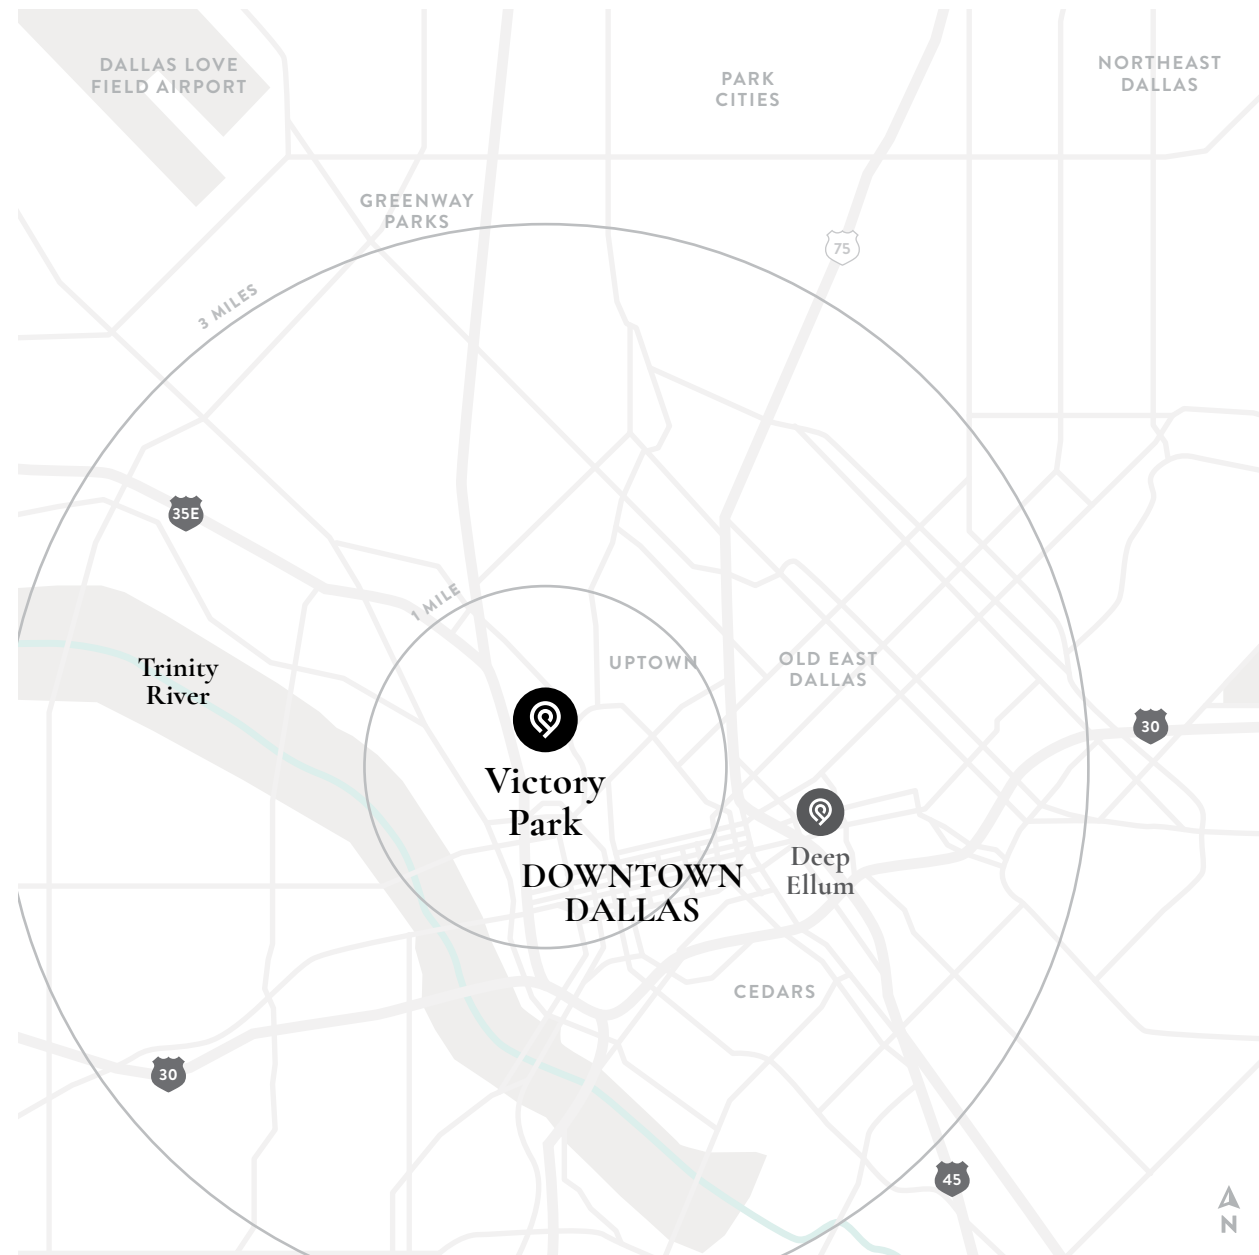 DALLAS LOVE
FIELD AIRPORT
PARK
CITIES
NORTHEAST
DALLAS
GREENWAY
PARKS
75
3 MILES
35E
1 MILE
Trinity
River
UPTOWN
OLD EAST
DALLAS
30
Victory
Park
Deep
Ellum
DOWNTOWN
DALLAS
CEDARS
30
45
N